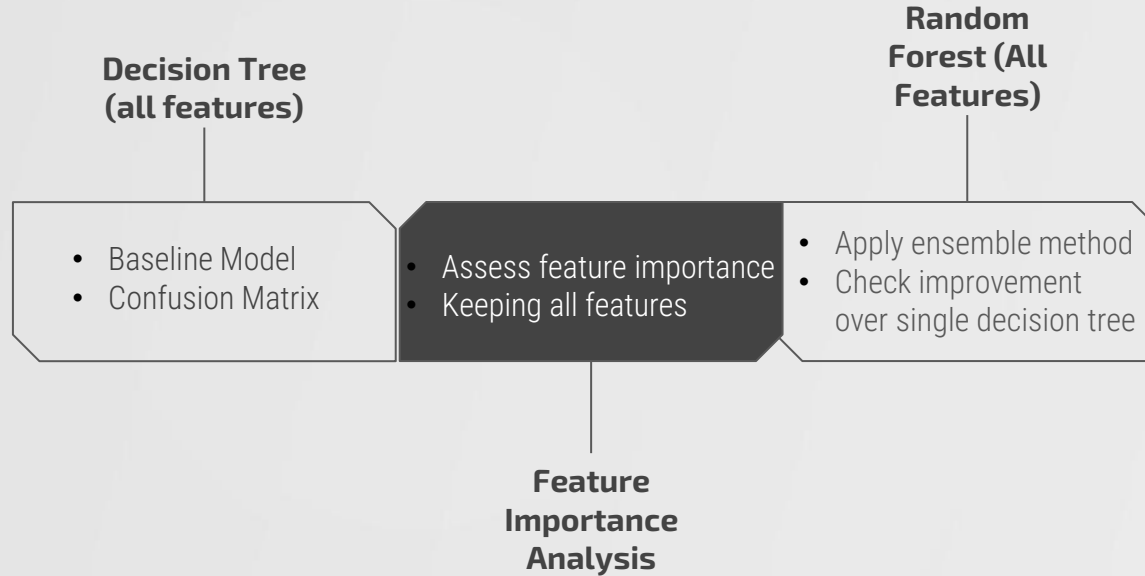 Decision Tree
(all features)
• Baseline Model
• Confusion Matrix
• Assess feature importance
• Keeping all features
Feature
Importance
Analysis
Random
Forest (All
Features)
• Apply ensemble method
• Check improvement
over single decision tree